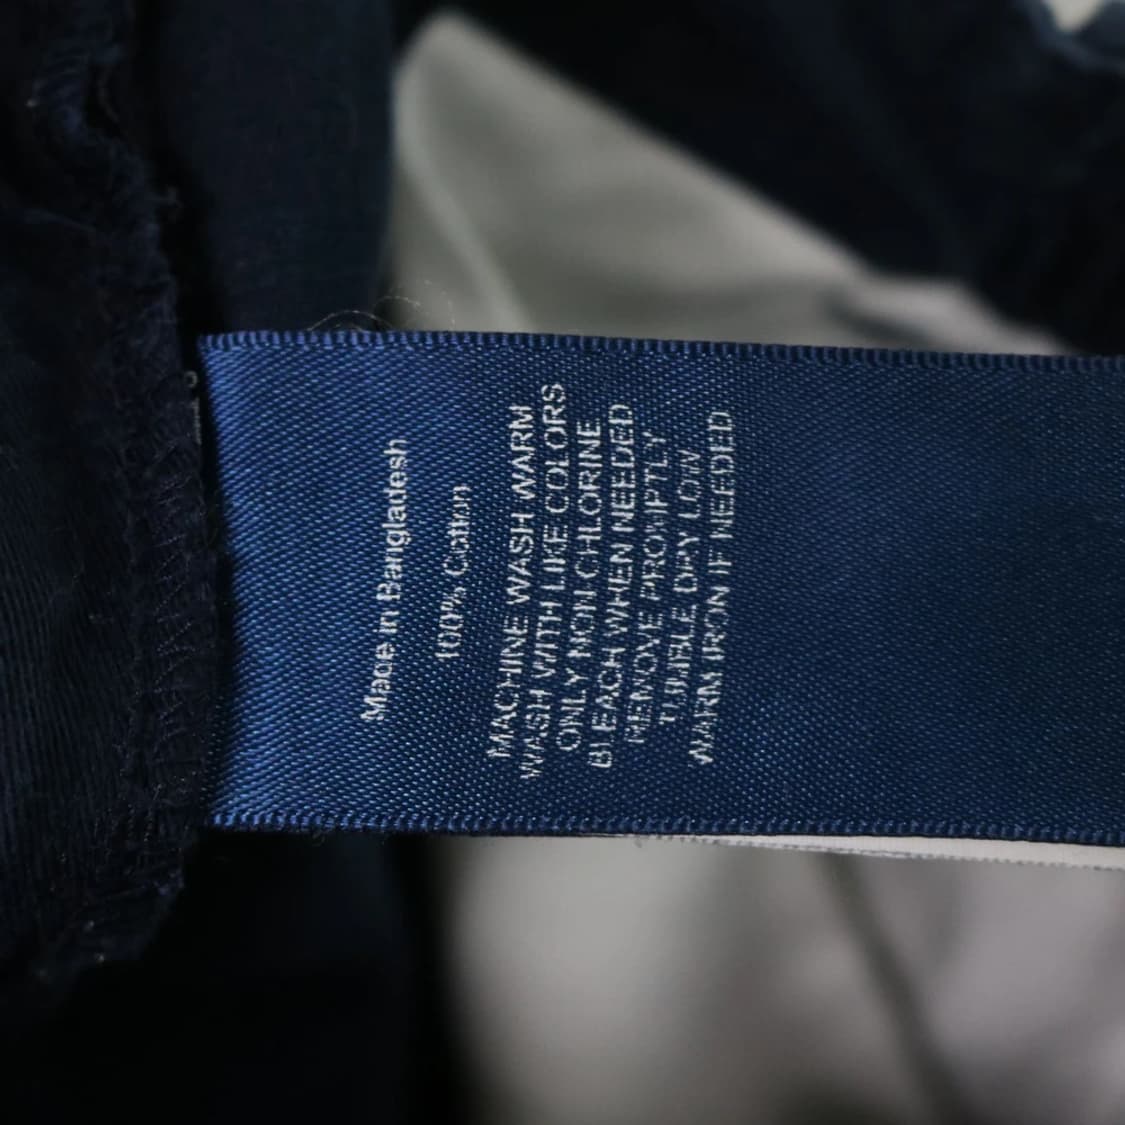 Made in Bangladesh
100% Cotton
MACHINE WASH WARM
WASH WITH LIKE COLORS
ONLY NON-CHLORINE
BLEACH WHEN NEEDED
REMOVE PROMPTLY
TUMBLE DRY LOW
WARM IRON IF NEEDED